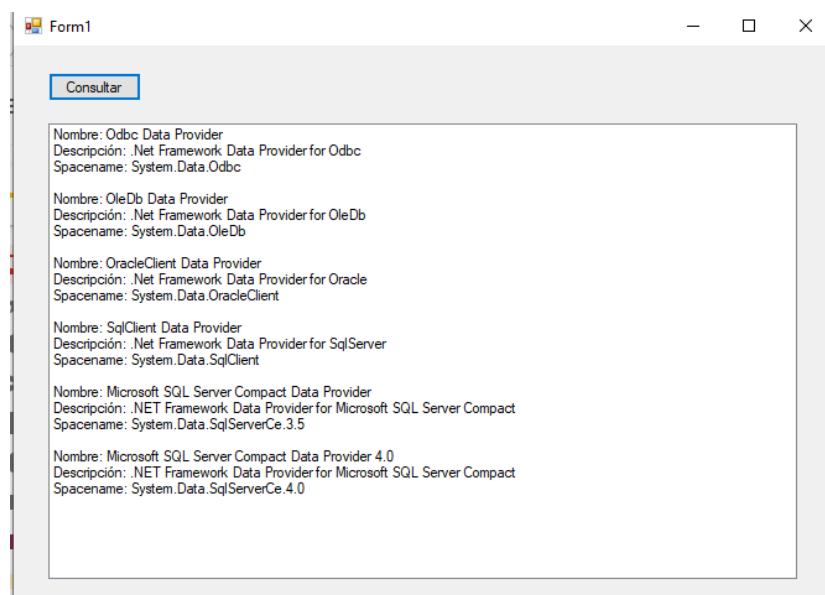 Form1
Consultar
Nombre: Odbc Data Provider
Descripción: .Net Framework Data Provider for Odbc
Spacename: System.Data.Odbc
Nombre: OleDb Data Provider
Descripción: .Net Framework Data Provider for OleDb
Spacename: System.Data.OleDb
Nombre: OracleClient Data Provider
Descripción: .Net Framework Data Provider for Oracle
Spacename: System.Data.OracleClient
Nombre: SqlClient Data Provider
Descripción: .Net Framework Data Provider for SqlServer
Spacename: System.Data.SqlClient
Nombre: Microsoft SQL Server Compact Data Provider
Descripción: .NET Framework Data Provider for Microsoft SQL Server Compact
Spacename: System.Data.SqlServerCe.3.5
Nombre: Microsoft SQL Server Compact Data Provider 4.0
Descripción: .NET Framework Data Provider for Microsoft SQL Server Compact
Spacename: System.Data.SqlServerCe.4.0